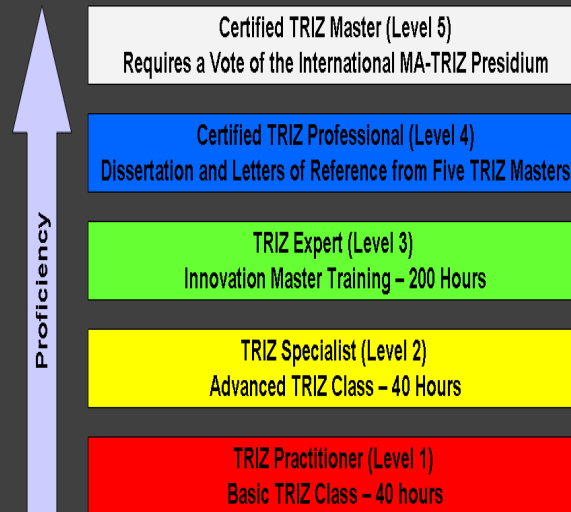 Certified TRIZ Master (Level 5)
Requires a Vote of the International MA-TRIZ Presidium
Certified TRIZ Professional (Level 4)
Dissertation and Letters of Reference from Five TRIZ Masters
TRIZ Expert (Level 3)
Innovation Master Training – 200 Hours
TRIZ Specialist (Level 2)
Advanced TRIZ Class – 40 Hours
TRIZ Practitioner (Level 1)
Basic TRIZ Class – 40 hours
Proficiency